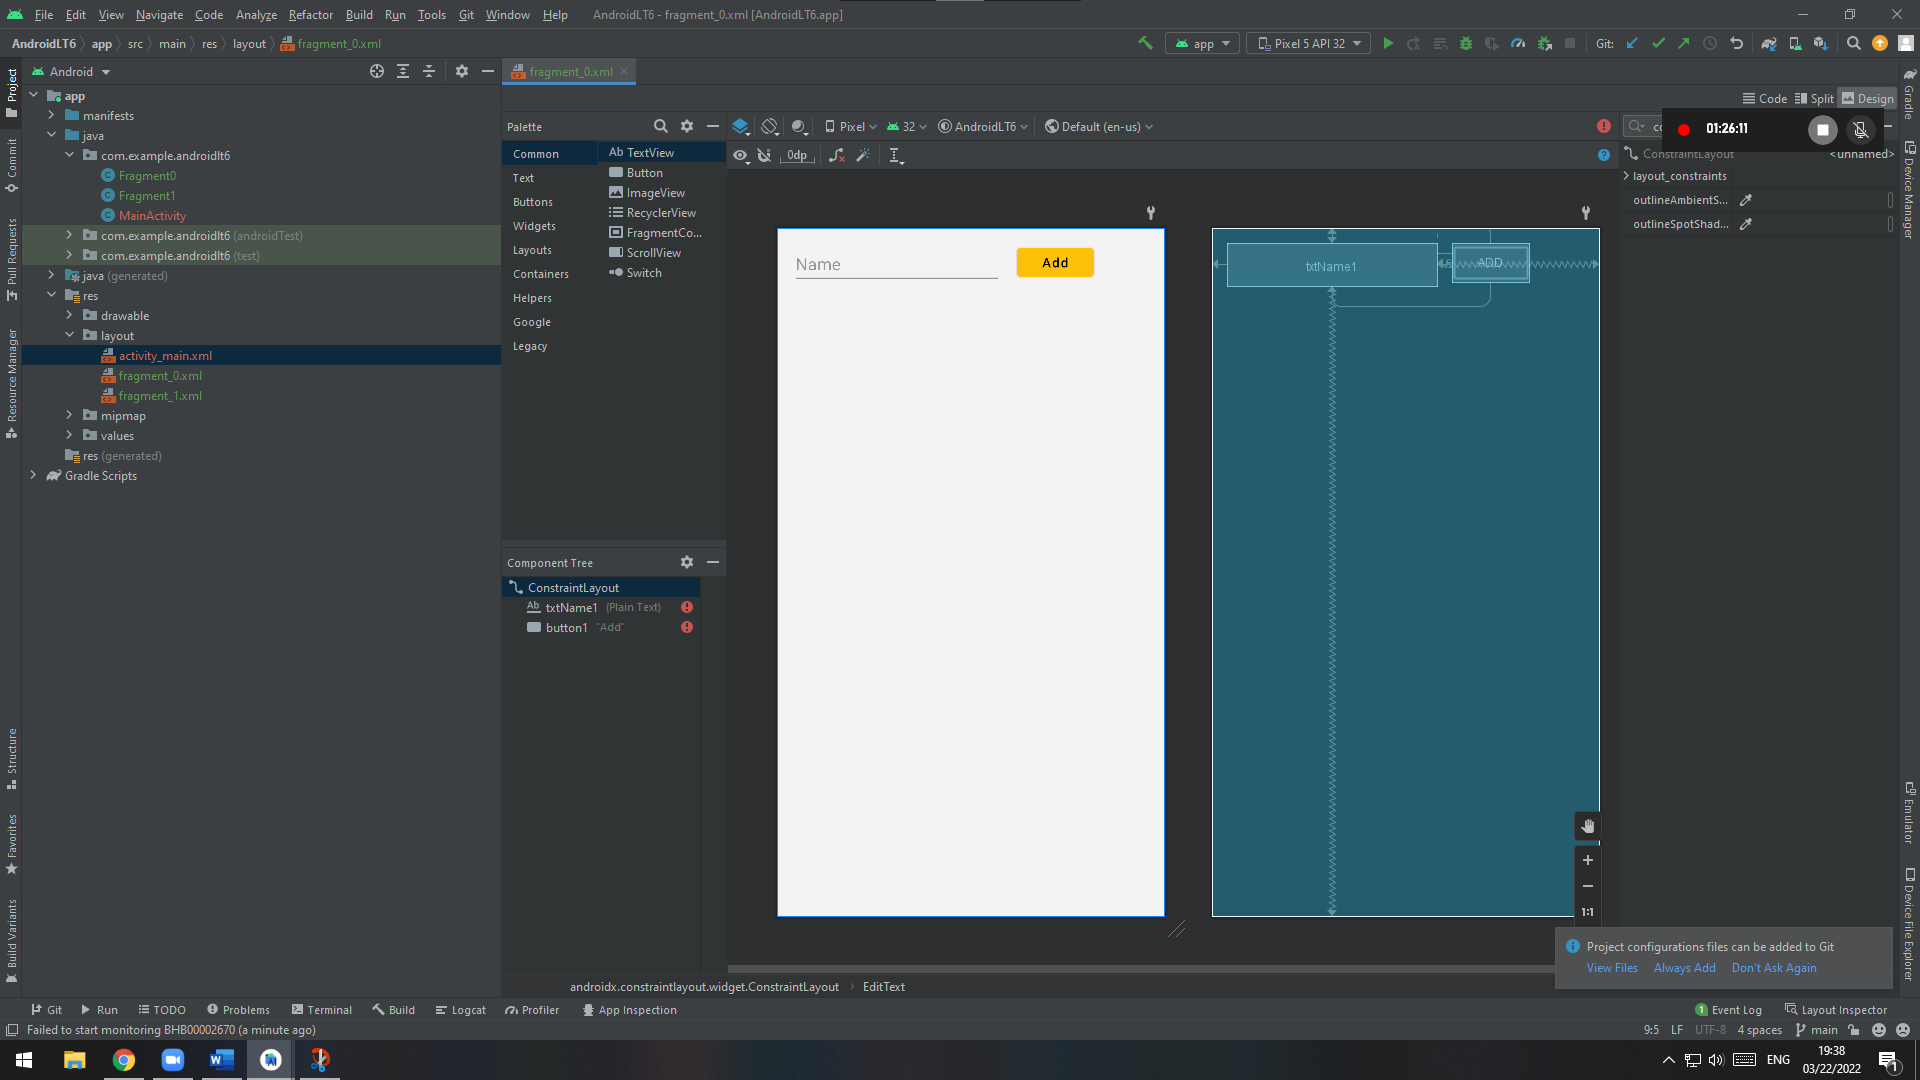 File Edit View Navigate Code Analyze Refactor Build Run Tools Git Window Help AndroidLT6 - fragment_0.xml [AndroidLT6.app]
AndroidLT6 app src main res layout fragment_0.xml
app Pixel 5 API 32 Git:
Android
fragment_0.xml
Code Split Design
01:26:11
Project
Commit
Pull Requests
Resource Manager
Structure
Favorites
Build Variants
app
manifests
java
com.example.androidlt6
Fragment0
Fragment1
MainActivity
com.example.androidlt6 (androidTest)
com.example.androidlt6 (test)
java (generated)
res
drawable
layout
activity_main.xml
fragment_0.xml
fragment_1.xml
mipmap
values
res (generated)
Gradle Scripts
Palette
Common
Text
Buttons
Widgets
Layouts
Containers
Helpers
Google
Legacy
Ab TextView
Button
ImageView
RecyclerView
FragmentCo...
ScrollView
Switch
Component Tree
ConstraintLayout
Ab txtName1 (Plain Text)
button1 "Add"
Pixel 32 AndroidLT6 Default (en-us)
0dp
Name
Add
txtName1
ADD
co
ConstraintLayout <unnamed>
layout_constraints
outlineAmbientS...
outlineSpotShad...
1:1
Gradle
Device Manager
Emulator
Device File Explorer
Project configurations files can be added to Git
View Files Always Add Don't Ask Again
androidx.constraintlayout.widget.ConstraintLayout EditText
Git Run TODO Problems Terminal Build Logcat Profiler App Inspection
1 Event Log Layout Inspector
Failed to start monitoring BHB00002670 (a minute ago)
9:5 LF UTF-8 4 spaces main
ENG
19:38
03/22/2022
1